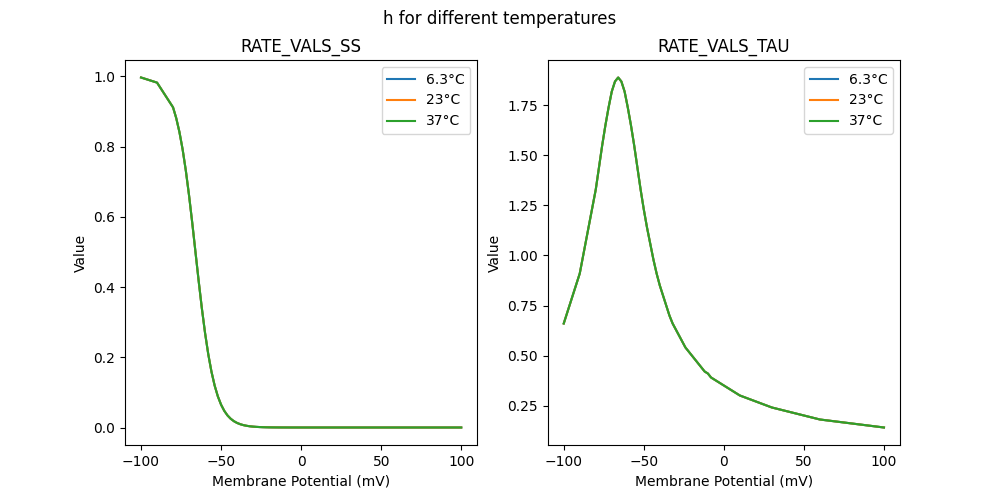 h for different temperatures
RATE_VALS_SS
1.0
0.8
0.6
0.4
0.2
0.0
Value
−100
−50
0
50
100
Membrane Potential (mV)
6.3°C
23°C
37°C
RATE_VALS_TAU
1.75
1.50
1.25
1.00
0.75
0.50
0.25
Value
−100
−50
0
50
100
Membrane Potential (mV)
6.3°C
23°C
37°C